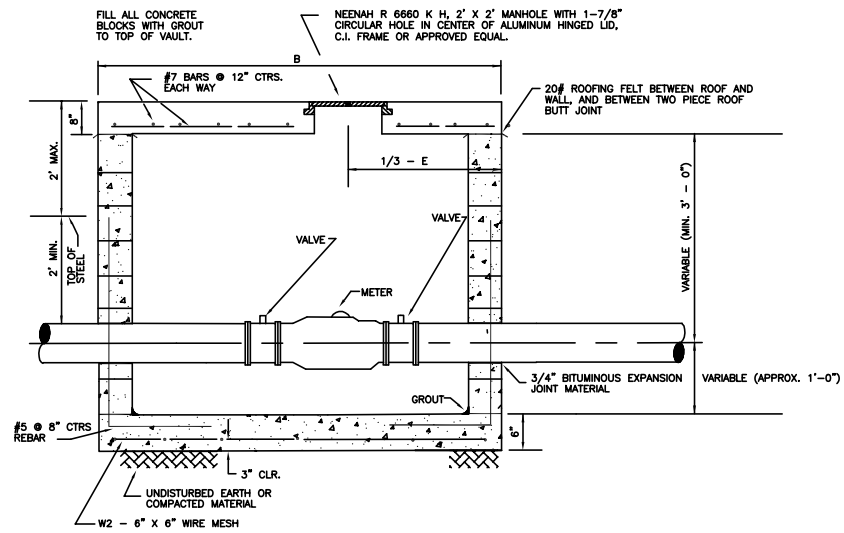 FILL ALL CONCRETE
BLOCKS WITH GROUT
TO TOP OF VAULT.
NEENAH R 6660 K H, 2' X 2' MANHOLE WITH 1-7/8"
CIRCULAR HOLE IN CENTER OF ALUMINUM HINGED LID,
C.I. FRAME OR APPROVED EQUAL.
B
#7 BARS @ 12" CTRS.
EACH WAY
20# ROOFING FELT BETWEEN ROOF AND
WALL, AND BETWEEN TWO PIECE ROOF
BUTT JOINT
8"
2' MAX.
1/3 - E
VARIABLE (MIN. 3' - 0")
2' MIN.
TOP OF
STEEL
VALVE
VALVE
METER
3/4" BITUMINOUS EXPANSION
JOINT MATERIAL
VARIABLE (APPROX. 1'-0")
GROUT
#5 @ 8" CTRS
REBAR
6"
3" CLR.
UNDISTURBED EARTH OR
COMPACTED MATERIAL
W2 - 6" X 6" WIRE MESH